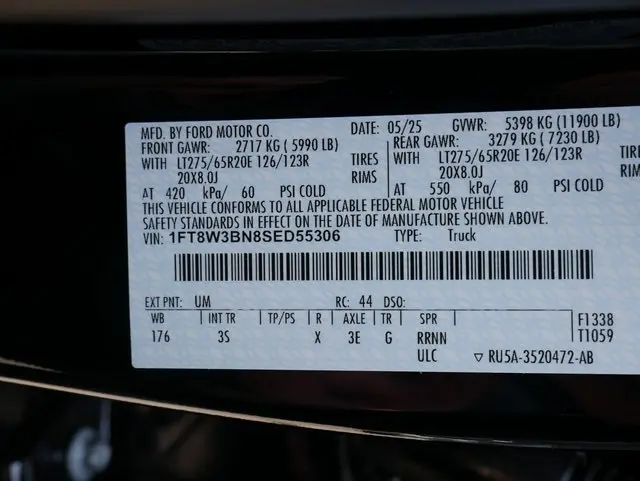 MFD. BY FORD MOTOR CO. DATE: 05/25 GVWR: 5398 KG (11900 LB)
FRONT GAWR: 2717 KG ( 5990 LB) REAR GAWR: 3279 KG ( 7230 LB)
WITH LT275/65R20E 126/123R TIRES WITH LT275/65R20E 126/123R TIRE
20X8.0J RIMS 20X8.0J RIMS
AT 420 kPa/ 60 PSI COLD AT 550 kPa/ 80 PSI COLD
THIS VEHICLE CONFORMS TO ALL APPLICABLE FEDERAL MOTOR VEHICLE
SAFETY STANDARDS IN EFFECT ON THE DATE OF MANUFACTURE SHOWN ABOVE.
VIN: 1FT8W3BN8SED55306 TYPE: Truck
EXT PNT: UM RC: 44 DSO:
WB INT TR TP/PS R AXLE TR SPR F1338
176 3S X 3E G RRNN T1059
ULC ▽ RU5A-3520472-AB